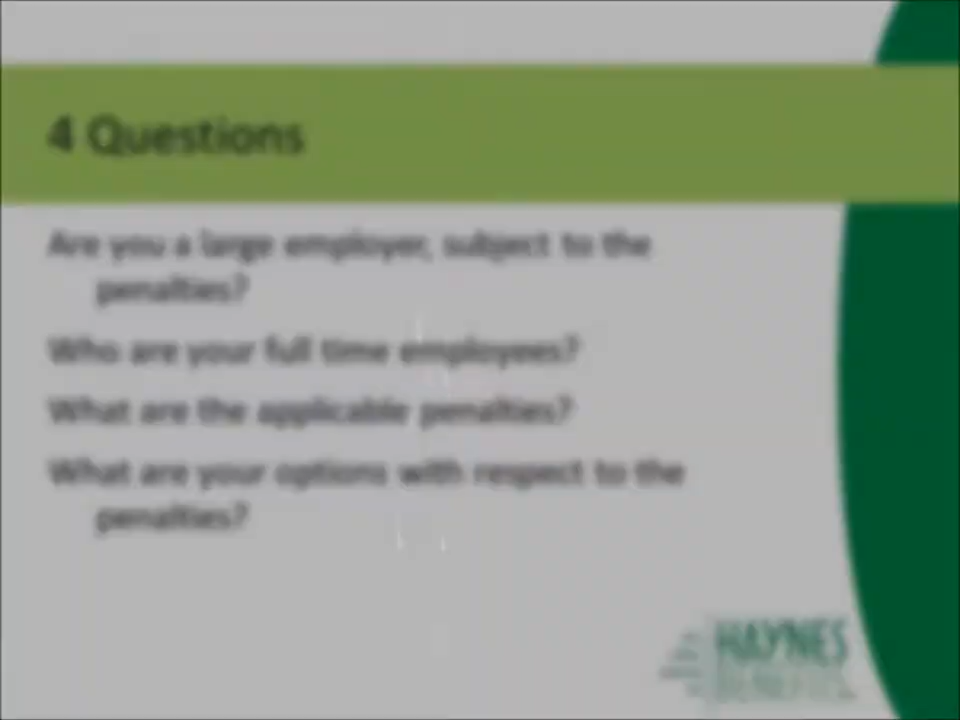 4 Questions
Are you a large employer, subject to the
penalties?
Who are your full time employees?
What are the applicable penalties?
What are your options with respect to the
penalties?
HAYNES